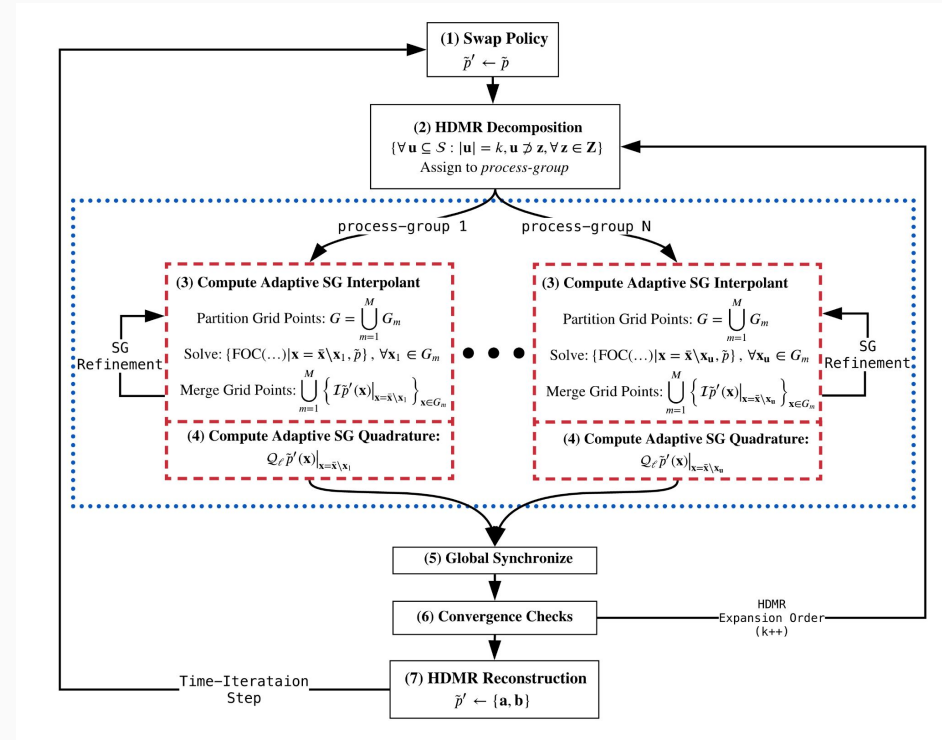 (1) Swap Policy
p̃′ ← p̃
(2) HDMR Decomposition
{∀ 𝐮 ⊆ 𝒮 : |𝐮| = k, 𝐮 ⊅ 𝐳, ∀ 𝐳 ∈ 𝐙}
Assign to process-group
process-group 1
process-group N
(3) Compute Adaptive SG Interpolant
Partition Grid Points: G = ⋃_{m=1}^{M} G_m
Solve: {FOC(…)|𝐱 = 𝐱̄\𝐱₁, p̃} , ∀𝐱₁ ∈ G_m
Merge Grid Points: ⋃_{m=1}^{M} {ℐp̃′(𝐱)|_{𝐱=𝐱̄\𝐱₁}}_{𝐱∈G_m}
(4) Compute Adaptive SG Quadrature:
𝒬_ℓ p̃′(𝐱)|_{𝐱=𝐱̄\𝐱₁}
SG
Refinement
• • •
(3) Compute Adaptive SG Interpolant
Partition Grid Points: G = ⋃_{m=1}^{M} G_m
Solve: {FOC(…)|𝐱 = 𝐱̄\𝐱_𝐮, p̃} , ∀𝐱_𝐮 ∈ G_m
Merge Grid Points: ⋃_{m=1}^{M} {ℐp̃′(𝐱)|_{𝐱=𝐱̄\𝐱_𝐮}}_{𝐱∈G_m}
(4) Compute Adaptive SG Quadrature:
𝒬_ℓ p̃′(𝐱)|_{𝐱=𝐱̄\𝐱_𝐮}
SG
Refinement
(5) Global Synchronize
(6) Convergence Checks
HDMR
Expansion Order
(k++)
(7) HDMR Reconstruction
p̃′ ← {𝐚, 𝐛}
Time-Iterataion
Step